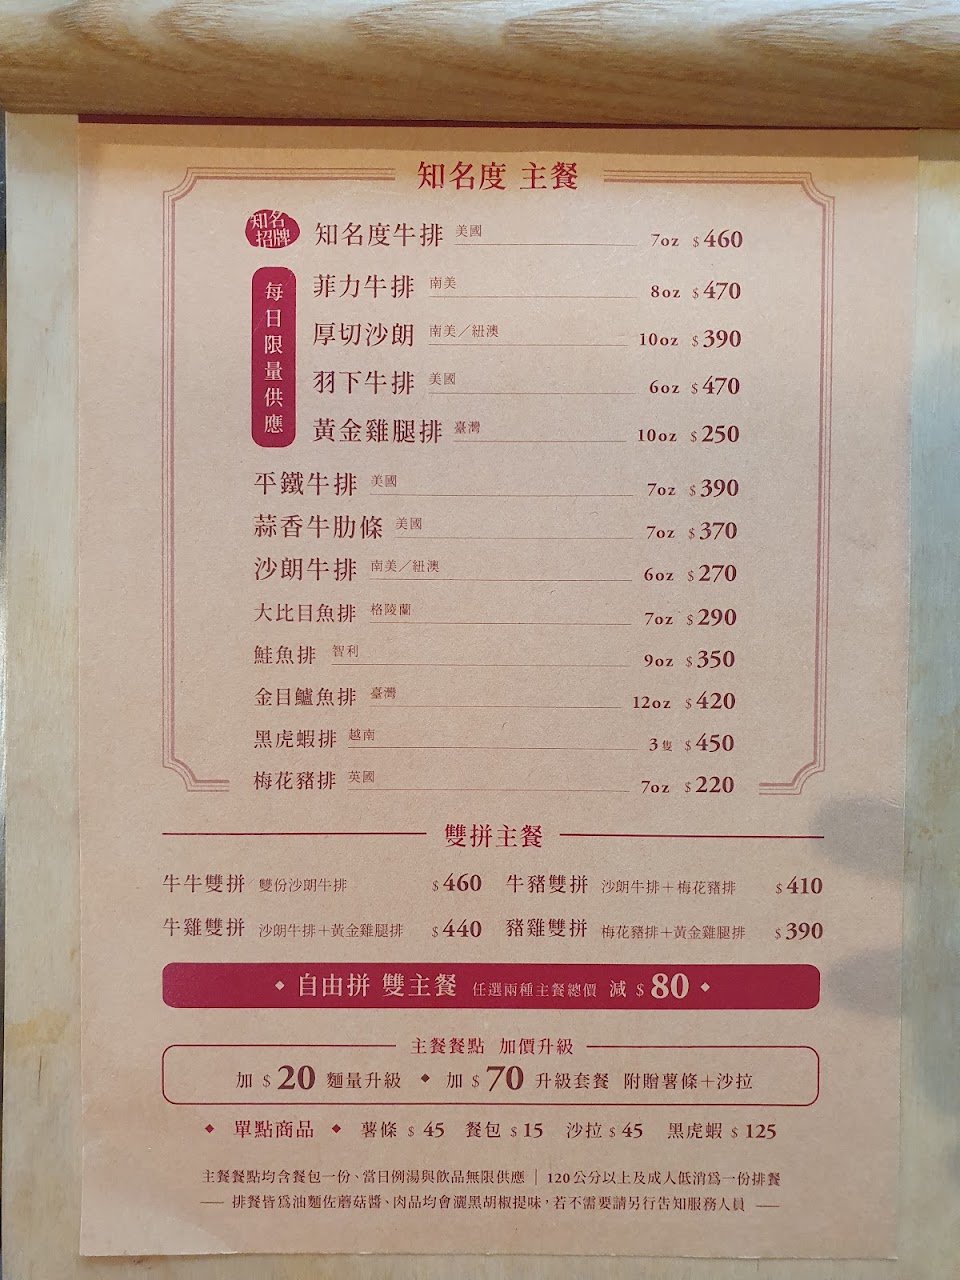 知名度 主餐
知名招牌
知名度牛排 美國 7oz $460
每日限量供應
菲力牛排 南美 8oz $470
厚切沙朗 南美／紐澳 10oz $390
羽下牛排 美國 6oz $470
黃金雞腿排 臺灣 10oz $250
平鐵牛排 美國 7oz $390
蒜香牛肋條 美國 7oz $370
沙朗牛排 南美／紐澳 6oz $270
大比目魚排 格陵蘭 7oz $290
鮭魚排 智利 9oz $350
金目鱸魚排 臺灣 12oz $420
黑虎蝦排 越南 3隻 $450
梅花豬排 英國 7oz $220
雙拼主餐
牛牛雙拼 雙份沙朗牛排 $460 牛豬雙拼 沙朗牛排＋梅花豬排 $410
牛雞雙拼 沙朗牛排＋黃金雞腿排 $440 豬雞雙拼 梅花豬排＋黃金雞腿排 $390
◆ 自由拼 雙主餐 任選兩種主餐總價 減 $80 ◆
主餐餐點 加價升級
加 $20 麵量升級 ◆ 加 $70 升級套餐 附贈薯條＋沙拉
◆ 單點商品 ◆ 薯條 $45 餐包 $15 沙拉 $45 黑虎蝦 $125
主餐餐點均含餐包一份、當日例湯與飲品無限供應｜120公分以上及成人低消為一份排餐
排餐皆為油麵佐蘑菇醬、肉品均會灑黑胡椒提味，若不需要請另行告知服務人員